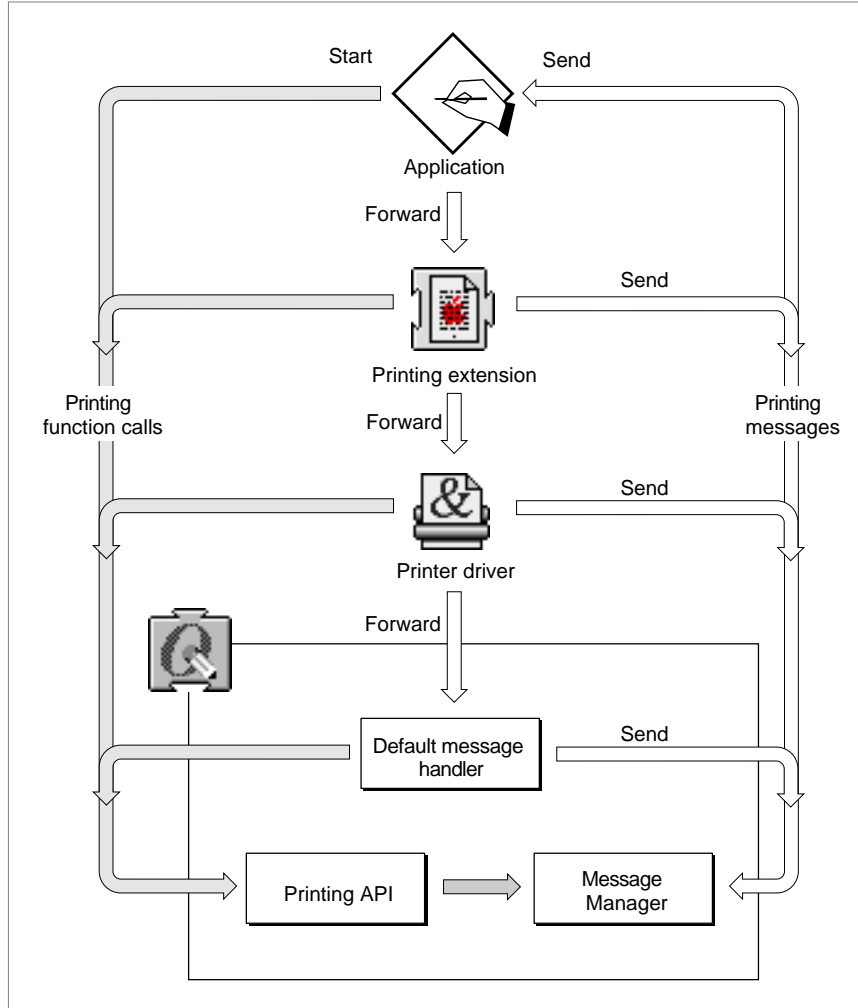 Start
Send
Application
Forward
Send
Printing extension
Printing
function calls
Forward
Printing
messages
Send
&
Printer driver
Forward
Q
Default message
handler
Send
Printing API
Message
Manager